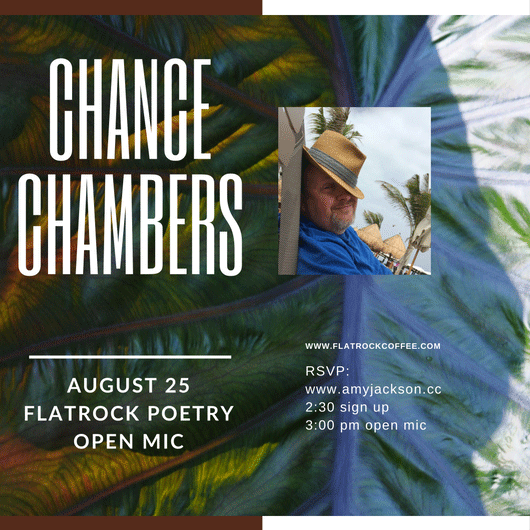 CHANCE
CHAMBERS
AUGUST 25
FLATROCK POETRY
OPEN MIC
WWW.FLATROCKCOFFEE.COM
RSVP:
www.amyjackson.cc
2:30 sign up
3:00 pm open mic